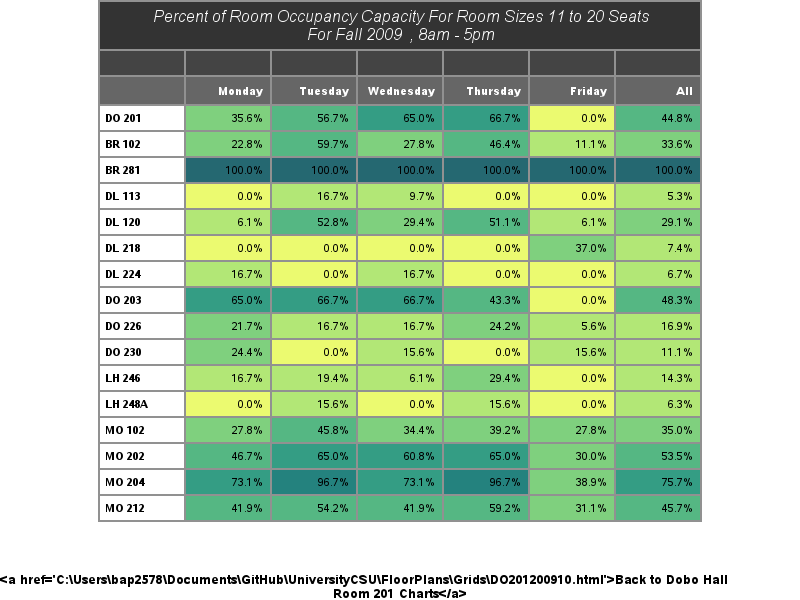 Percent of Room Occupancy Capacity For Room Sizes 11 to 20 Seats
For Fall 2009 , 8am - 5pm
Monday Tuesday Wednesday Thursday Friday All
DO 201 35.6% 56.7% 65.0% 66.7% 0.0% 44.8%
BR 102 22.8% 59.7% 27.8% 46.4% 11.1% 33.6%
BR 281 100.0% 100.0% 100.0% 100.0% 100.0% 100.0%
DL 113 0.0% 16.7% 9.7% 0.0% 0.0% 5.3%
DL 120 6.1% 52.8% 29.4% 51.1% 6.1% 29.1%
DL 218 0.0% 0.0% 0.0% 0.0% 37.0% 7.4%
DL 224 16.7% 0.0% 16.7% 0.0% 0.0% 6.7%
DO 203 65.0% 66.7% 66.7% 43.3% 0.0% 48.3%
DO 226 21.7% 16.7% 16.7% 24.2% 5.6% 16.9%
DO 230 24.4% 0.0% 15.6% 0.0% 15.6% 11.1%
LH 246 16.7% 19.4% 6.1% 29.4% 0.0% 14.3%
LH 248A 0.0% 15.6% 0.0% 15.6% 0.0% 6.3%
MO 102 27.8% 45.8% 34.4% 39.2% 27.8% 35.0%
MO 202 46.7% 65.0% 60.8% 65.0% 30.0% 53.5%
MO 204 73.1% 96.7% 73.1% 96.7% 38.9% 75.7%
MO 212 41.9% 54.2% 41.9% 59.2% 31.1% 45.7%
<a href='C:\Users\bap2578\Documents\GitHub\UniversityCSU\FloorPlans\Grids\DO201200910.html'>Back to Dobo Hall
Room 201 Charts</a>